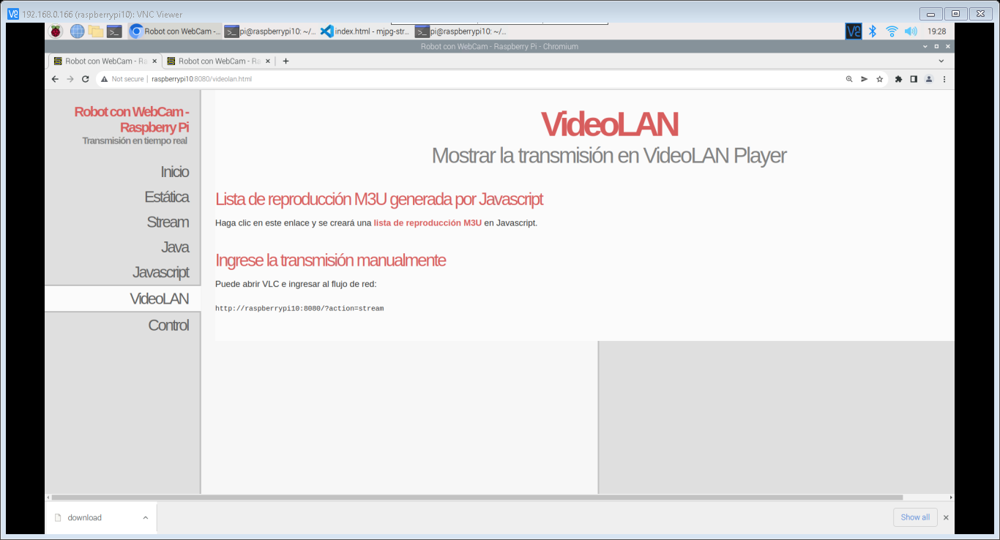 192.168.0.166 (raspberrypi10): VNC Viewer
Robot con WebCam -...
pi@raspberrypi10: ~/...
index.html - mjpg-str...
pi@raspberrypi10: ~/...
19:28
Robot con WebCam - Raspberry Pi - Chromium
Robot con WebCam - Ra
Robot con WebCam - Ra
Not secure | raspberrypi10:8080/videolan.html
Robot con WebCam -
Raspberry Pi
Transmisión en tiempo real
Inicio
Estática
Stream
Java
Javascript
VideoLAN
Control
VideoLAN
Mostrar la transmisión en VideoLAN Player
Lista de reproducción M3U generada por Javascript
Haga clic en este enlace y se creará una lista de reproducción M3U en Javascript.
Ingrese la transmisión manualmente
Puede abrir VLC e ingresar al flujo de red:
http://raspberrypi10:8080/?action=stream
download
Show all